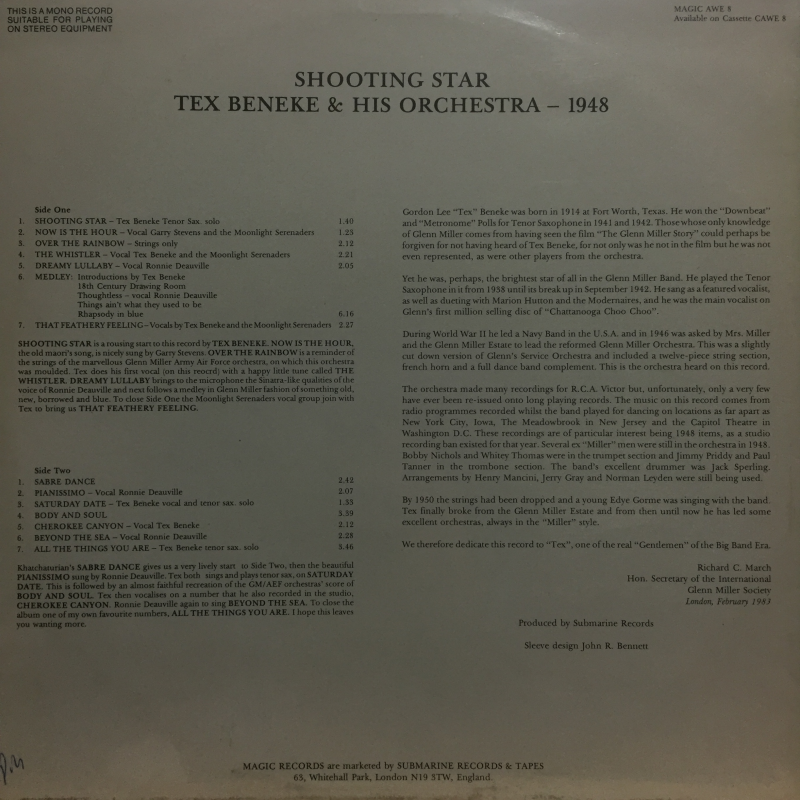 THIS IS A MONO RECORD
SUITABLE FOR PLAYING
ON STEREO EQUIPMENT
MAGIC AWE 8
Available on Cassette CAWE 8
SHOOTING STAR
TEX BENEKE & HIS ORCHESTRA – 1948
Side One
1. SHOOTING STAR – Tex Beneke Tenor Sax. solo 1.40
2. NOW IS THE HOUR – Vocal Garry Stevens and the Moonlight Serenaders 1.25
3. OVER THE RAINBOW – Strings only 2.12
4. THE WHISTLER – Vocal Tex Beneke and the Moonlight Serenaders 2.21
5. DREAMY LULLABY – Vocal Ronnie Deauville 2.05
6. MEDLEY: Introductions by Tex Beneke
18th Century Drawing Room
Thoughtless – vocal Ronnie Deauville
Things ain't what they used to be
Rhapsody in blue 6.16
7. THAT FEATHERY FEELING – Vocals by Tex Beneke and the Moonlight Serenaders 2.27
SHOOTING STAR is a rousing start to this record by TEX BENEKE. NOW IS THE HOUR,
the old maori's song, is nicely sung by Garry Stevens. OVER THE RAINBOW is a reminder of
the strings of the marvellous Glenn Miller Army Air Force orchestra, on which this orchestra
was moulded. Tex does his first vocal (on this reocrd) with a happy little tune called THE
WHISTLER. DREAMY LULLABY brings to the microphone the Sinatra-like qualities of the
voice of Ronnie Deauville and next follows a medley in Glenn Miller fashion of something old,
new, borrowed and blue. To close Side One the Moonlight Serenaders vocal group join with
Tex to bring us THAT FEATHERY FEELING.
Side Two
1. SABRE DANCE 2.42
2. PIANISSIMO – Vocal Ronnie Deauville 2.07
3. SATURDAY DATE – Tex Beneke vocal and tenor sax. solo 1.35
4. BODY AND SOUL 3.39
5. CHEROKEE CANYON – Vocal Tex Beneke 2.12
6. BEYOND THE SEA – Vocal Ronnie Deauville 2.28
7. ALL THE THINGS YOU ARE – Tex Beneke tenor sax. solo 3.46
Khatchaturian's SABRE DANCE gives us a very lively start to Side Two, then the beautiful
PIANISSIMO sung by Ronnie Deauville. Tex both sings and plays tenor sax, on SATURDAY
DATE. This is followed by an almost faithful recreation of the GM/AEF orchestras' score of
BODY AND SOUL. Tex then vocalises on a number that he also recorded in the studio,
CHEROKEE CANYON. Ronnie Deauville again to sing BEYOND THE SEA. To close the
album one of my own favourite numbers, ALL THE THINGS YOU ARE. I hope this leaves
you wanting more.
Gordon Lee "Tex" Beneke was born in 1914 at Fort Worth, Texas. He won the "Downbeat"
and "Metronome" Polls for Tenor Saxophone in 1941 and 1942. Those whose only knowledge
of Glenn Miller comes from having seen the film "The Glenn Miller Story" could perhaps be
forgiven for not having heard of Tex Beneke, for not only was he not in the film but he was not
even represented, as were other players from the orchestra.
Yet he was, perhaps, the brightest star of all in the Glenn Miller Band. He played the Tenor
Saxophone in it from 1938 until its break up in September 1942. He sang as a featured vocalist,
as well as dueting with Marion Hutton and the Modernaires, and he was the main vocalist on
Glenn's first million selling disc of "Chattanooga Choo Choo".
During World War II he led a Navy Band in the U.S.A. and in 1946 was asked by Mrs. Miller
and the Glenn Miller Estate to lead the reformed Glenn Miller Orchestra. This was a slightly
cut down version of Glenn's Service Orchestra and included a twelve-piece string section,
french horn and a full dance band complement. This is the orchestra heard on this record.
The orchestra made many recordings for R.C.A. Victor but, unfortunately, only a very few
have ever been re-issued onto long playing records. The music on this record comes from
radio programmes recorded whilst the band played for dancing on locations as far apart as
New York City, Iowa, The Meadowbrook in New Jersey and the Capitol Theatre in
Washington D.C. These recordings are of particular interest being 1948 items, as a studio
recording ban existed for that year. Several ex "Miller" men were still in the orchestra in 1948.
Bobby Nichols and Whitey Thomas were in the trumpet section and Jimmy Priddy and Paul
Tanner in the trombone section. The band's excellent drummer was Jack Sperling.
Arrangements by Henry Mancini, Jerry Gray and Norman Leyden were still being used.
By 1950 the strings had been dropped and a young Edye Gorme was singing with the band.
Tex finally broke from the Glenn Miller Estate and from then until now he has led some
excellent orchestras, always in the "Miller" style.
We therefore dedicate this record to "Tex", one of the real "Gentlemen" of the Big Band Era.
Richard C. March
Hon. Secretary of the International
Glenn Miller Society
London, February 1983
Produced by Submarine Records
Sleeve design John R. Bennett
MAGIC RECORDS are marketed by SUBMARINE RECORDS & TAPES
65, Whitehall Park, London N19 3TW, England.